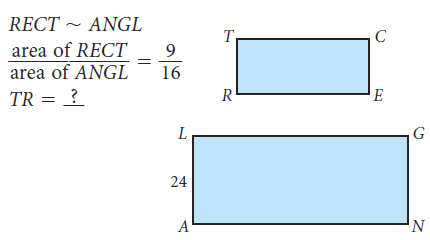 RECT ~ ANGL
area of RECT / area of ANGL = 9/16
TR = ?
T C
R E
L G
24
A N